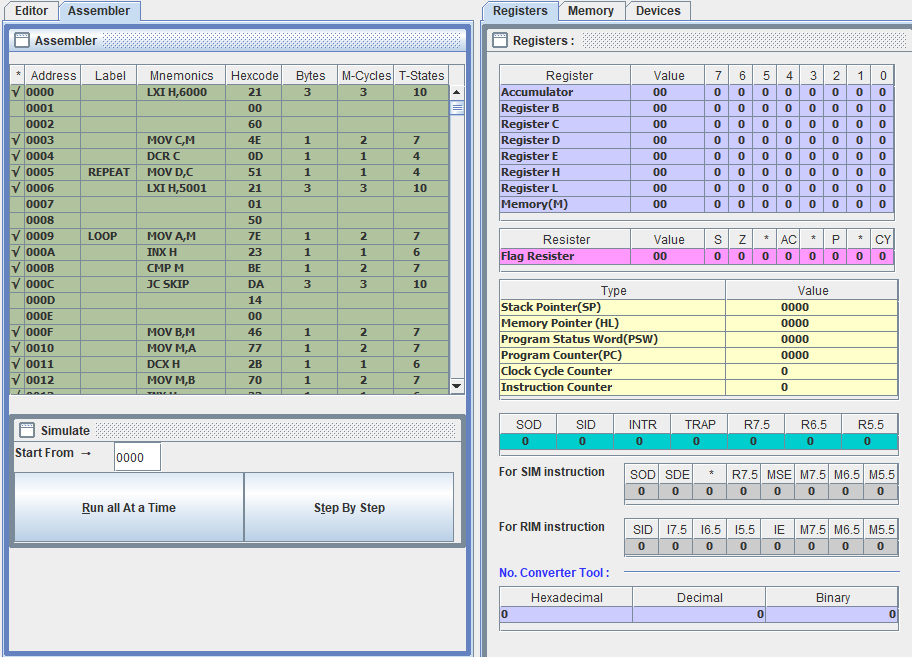 Editor Assembler
Assembler
* Address Label Mnemonics Hexcode Bytes M-Cycles T-States
√ 0000 LXI H,6000 21 3 3 10
0001 00
0002 60
√ 0003 MOV C,M 4E 1 2 7
√ 0004 DCR C 0D 1 1 4
√ 0005 REPEAT MOV D,C 51 1 1 4
√ 0006 LXI H,5001 21 3 3 10
0007 01
0008 50
√ 0009 LOOP MOV A,M 7E 1 2 7
√ 000A INX H 23 1 1 6
√ 000B CMP M BE 1 2 7
√ 000C JC SKIP DA 3 3 10
000D 14
000E 00
√ 000F MOV B,M 46 1 2 7
√ 0010 MOV M,A 77 1 2 7
√ 0011 DCX H 2B 1 1 6
√ 0012 MOV M,B 70 1 2 7
Simulate
Start From → 0000
Run all At a Time Step By Step
Registers Memory Devices
Registers :
Register Value 7 6 5 4 3 2 1 0
Accumulator 00 0 0 0 0 0 0 0 0
Register B 00 0 0 0 0 0 0 0 0
Register C 00 0 0 0 0 0 0 0 0
Register D 00 0 0 0 0 0 0 0 0
Register E 00 0 0 0 0 0 0 0 0
Register H 00 0 0 0 0 0 0 0 0
Register L 00 0 0 0 0 0 0 0 0
Memory(M) 00 0 0 0 0 0 0 0 0
Resister Value S Z * AC * P * CY
Flag Resister 00 0 0 0 0 0 0 0 0
Type Value
Stack Pointer(SP) 0000
Memory Pointer (HL) 0000
Program Status Word(PSW) 0000
Program Counter(PC) 0000
Clock Cycle Counter 0
Instruction Counter 0
SOD SID INTR TRAP R7.5 R6.5 R5.5
0 0 0 0 0 0 0
For SIM instruction
SOD SDE * R7.5 MSE M7.5 M6.5 M5.5
0 0 0 0 0 0 0 0
For RIM instruction
SID I7.5 I6.5 I5.5 IE M7.5 M6.5 M5.5
0 0 0 0 0 0 0 0
No. Converter Tool :
Hexadecimal Decimal Binary
0 0 0